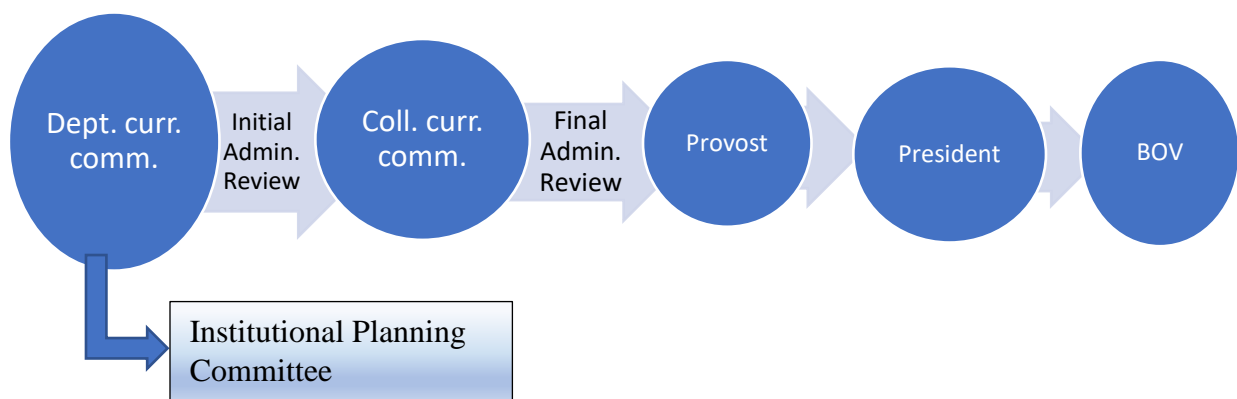 Dept. curr.
comm.
Initial
Admin.
Review
Coll. curr.
comm.
Final
Admin.
Review
Provost
President
BOV
Institutional Planning
Committee